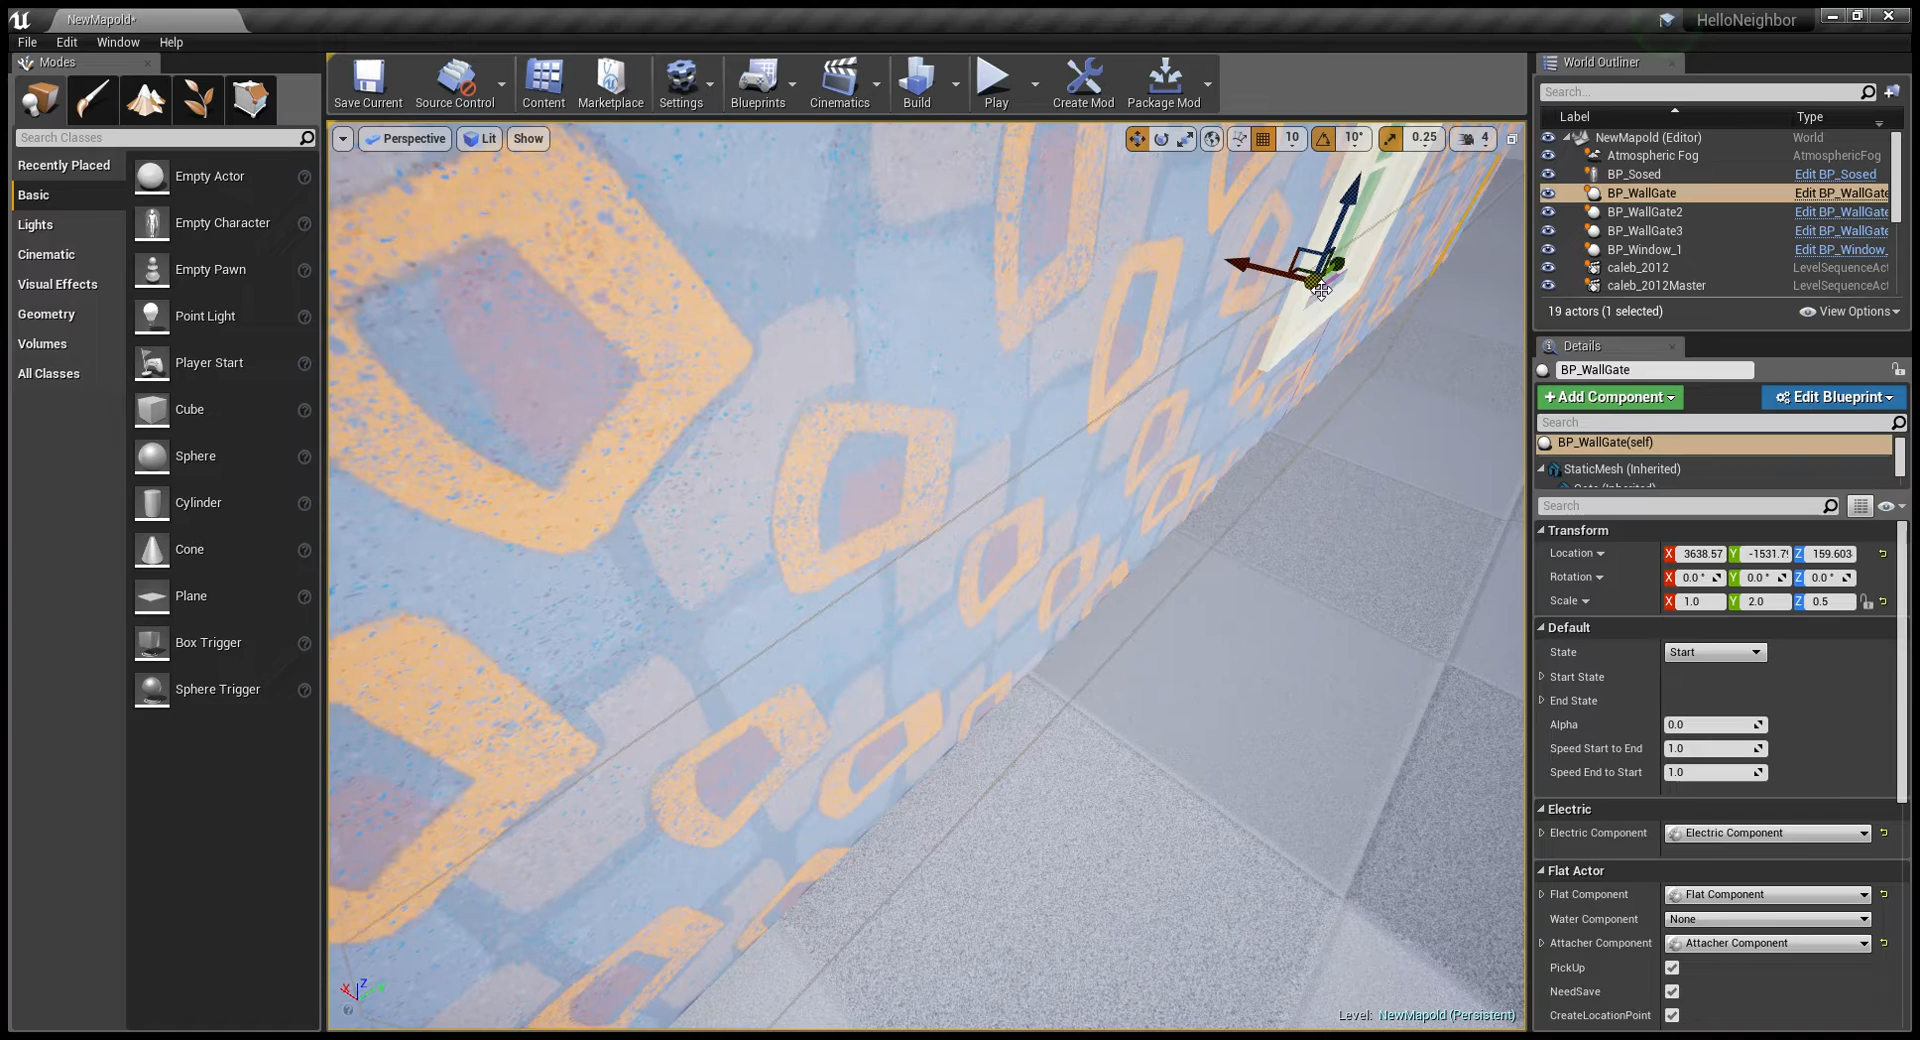 NewMapold*
HelloNeighbor
File Edit Window Help
Modes
Search Classes
Recently Placed
Basic
Lights
Cinematic
Visual Effects
Geometry
Volumes
All Classes
Empty Actor
Empty Character
Empty Pawn
Point Light
Player Start
Cube
Sphere
Cylinder
Cone
Plane
Box Trigger
Sphere Trigger
Save Current
Source Control
Content
Marketplace
Settings
Blueprints
Cinematics
Build
Play
Create Mod
Package Mod
Perspective Lit Show
10 10° 0.25 4
X Z
Level: NewMapold (Persistent)
World Outliner
Search...
Label Type
NewMapold (Editor) World
Atmospheric Fog AtmosphericFog
BP_Sosed Edit BP_Sosed
BP_WallGate Edit BP_WallGate
BP_WallGate2 Edit BP_WallGate
BP_WallGate3 Edit BP_WallGate
BP_Window_1 Edit BP_Window_
caleb_2012 LevelSequenceAct
caleb_2012Master LevelSequenceAct
19 actors (1 selected) View Options
Details
BP_WallGate
+Add Component Edit Blueprint
Search
BP_WallGate(self)
StaticMesh (Inherited)
Search
Transform
Location X 3638.57 Y -1531.79 Z 159.603
Rotation X 0.0° Y 0.0° Z 0.0°
Scale X 1.0 Y 2.0 Z 0.5
Default
State Start
Start State
End State
Alpha 0.0
Speed Start to End 1.0
Speed End to Start 1.0
Electric
Electric Component Electric Component
Flat Actor
Flat Component Flat Component
Water Component None
Attacher Component Attacher Component
PickUp
NeedSave
CreateLocationPoint